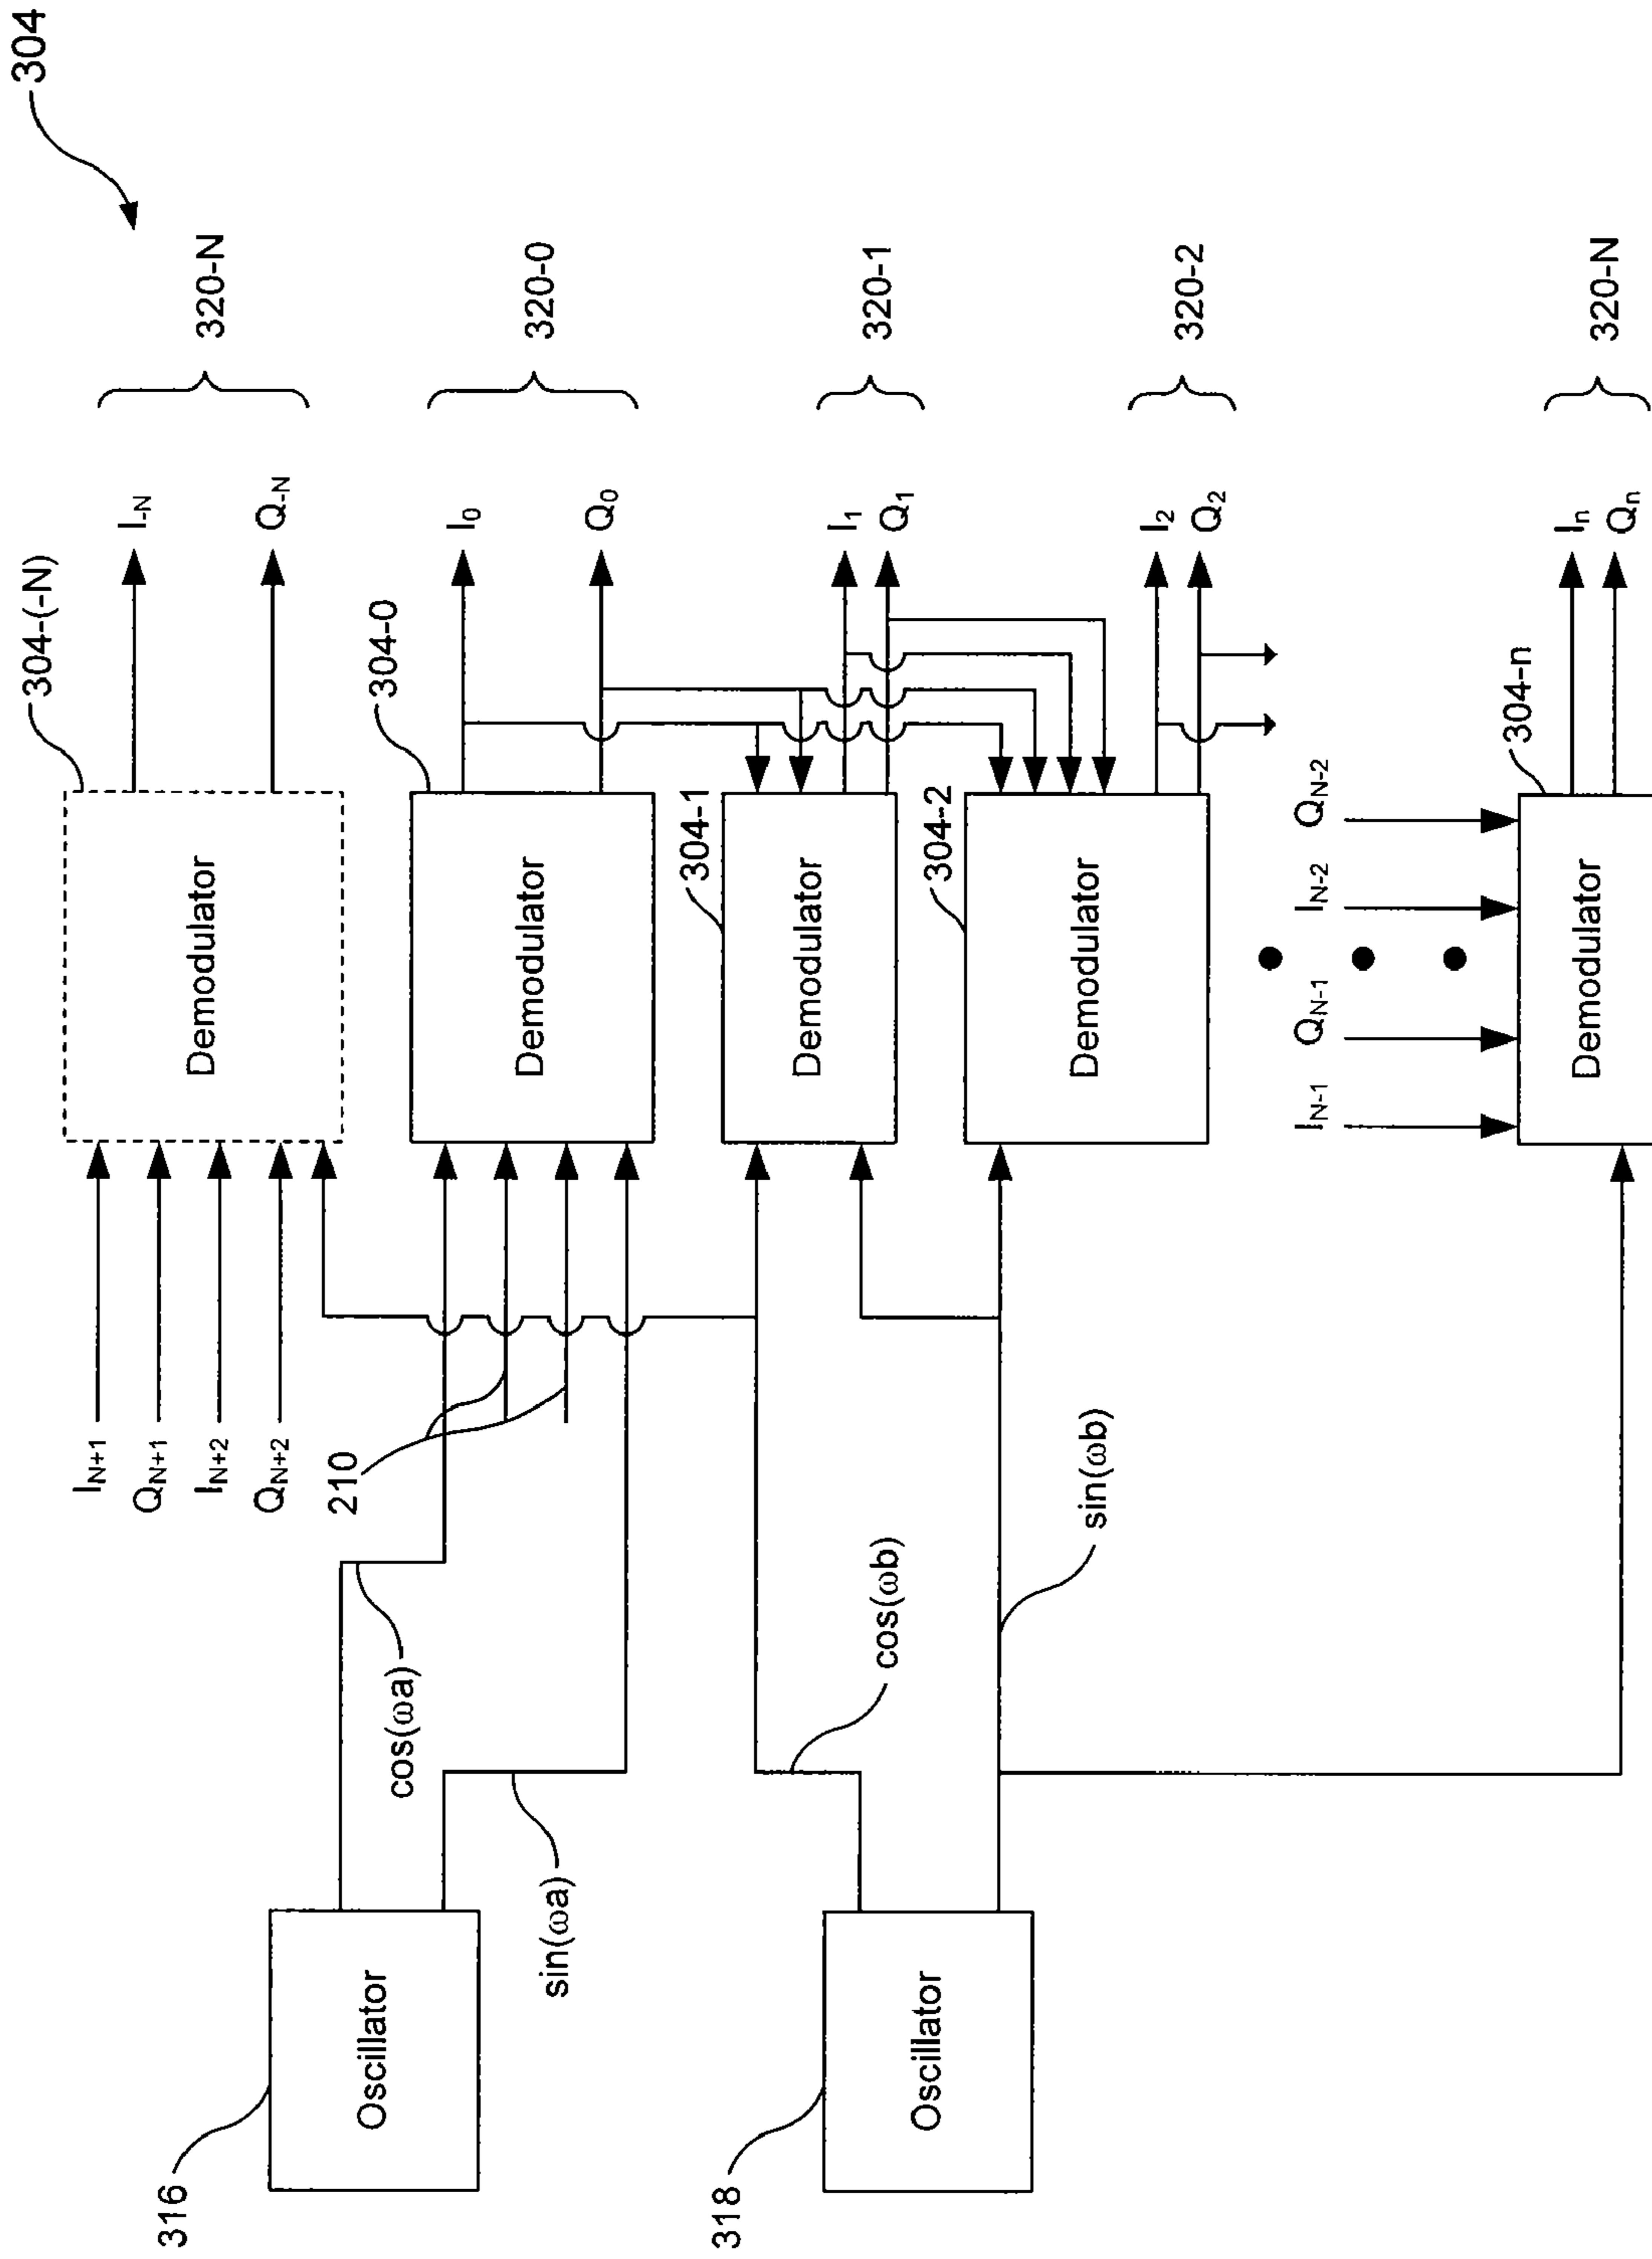 304
320-N
320-0
320-1
320-2
320-N
I-N
Q-N
I0
Q0
I1
Q1
I2
Q2
In
Qn
304-(-N)
304-0
304-1
304-2
304-n
Demodulator
Demodulator
Demodulator
Demodulator
Demodulator
IN-1
QN-1
IN-2
QN-2
IN+1
QN+1
IN+2
QN+2
210
cos(ωa)
sin(ωa)
cos(ωb)
sin(ωb)
Oscillator
Oscillator
316
318